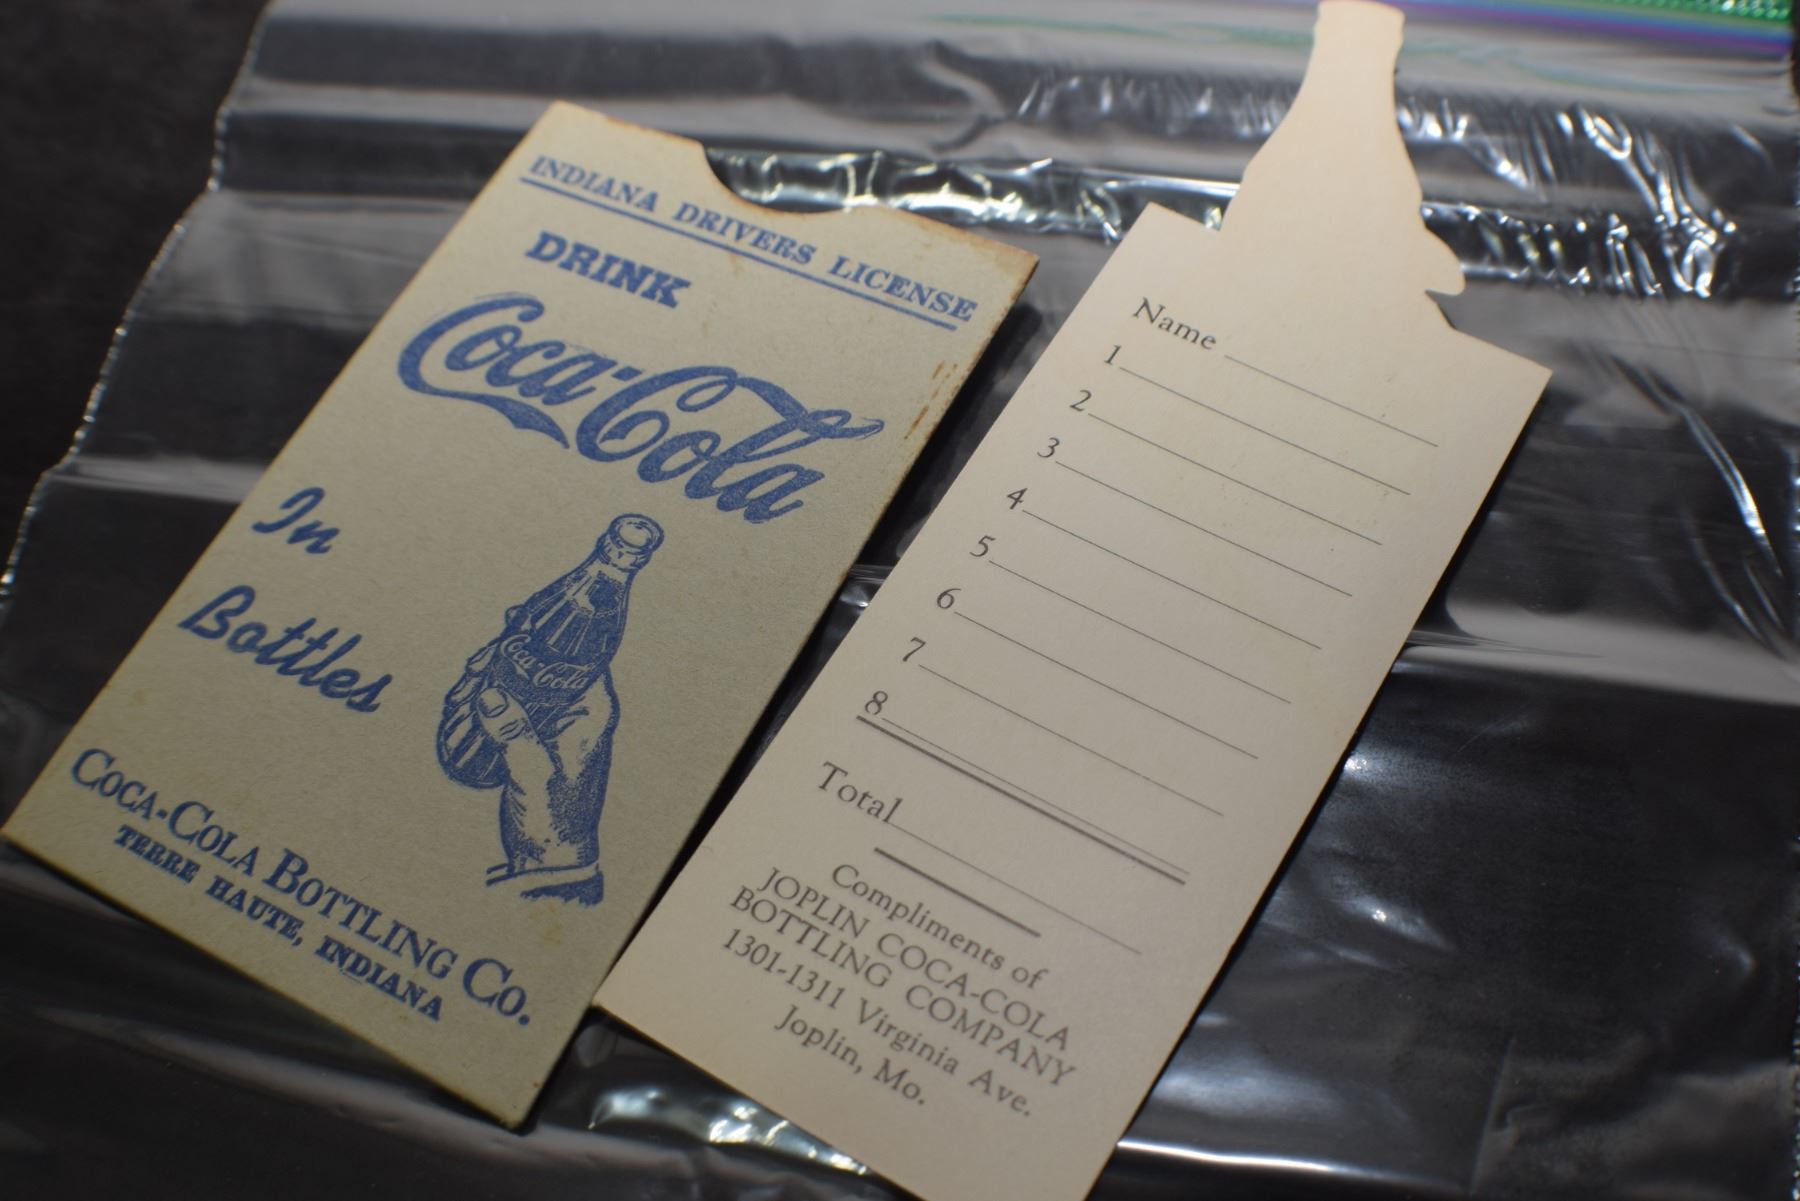 INDIANA DRIVERS LICENSE
DRINK
Coca-Cola
In
Bottles
Coca-Cola
COCA-COLA BOTTLING CO.
TERRE HAUTE, INDIANA
Name
1
2
3
4
5
6
7
8
Total
Compliments of
JOPLIN COCA-COLA
BOTTLING COMPANY
1301-1311 Virginia Ave.
Joplin, Mo.